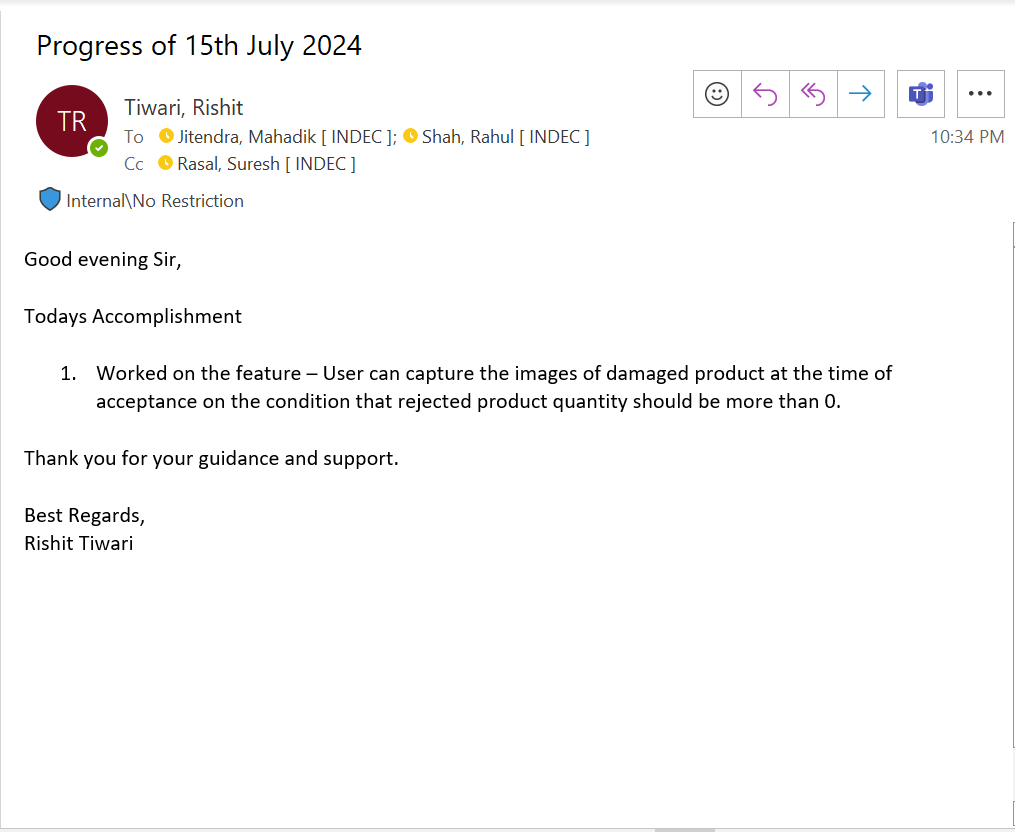 Progress of 15th July 2024
TR
Tiwari, Rishit
To Jitendra, Mahadik [ INDEC ]; Shah, Rahul [ INDEC ]
10:34 PM
Cc Rasal, Suresh [ INDEC ]
Internal\No Restriction
Good evening Sir,
Todays Accomplishment
1. Worked on the feature – User can capture the images of damaged product at the time of
acceptance on the condition that rejected product quantity should be more than 0.
Thank you for your guidance and support.
Best Regards,
Rishit Tiwari